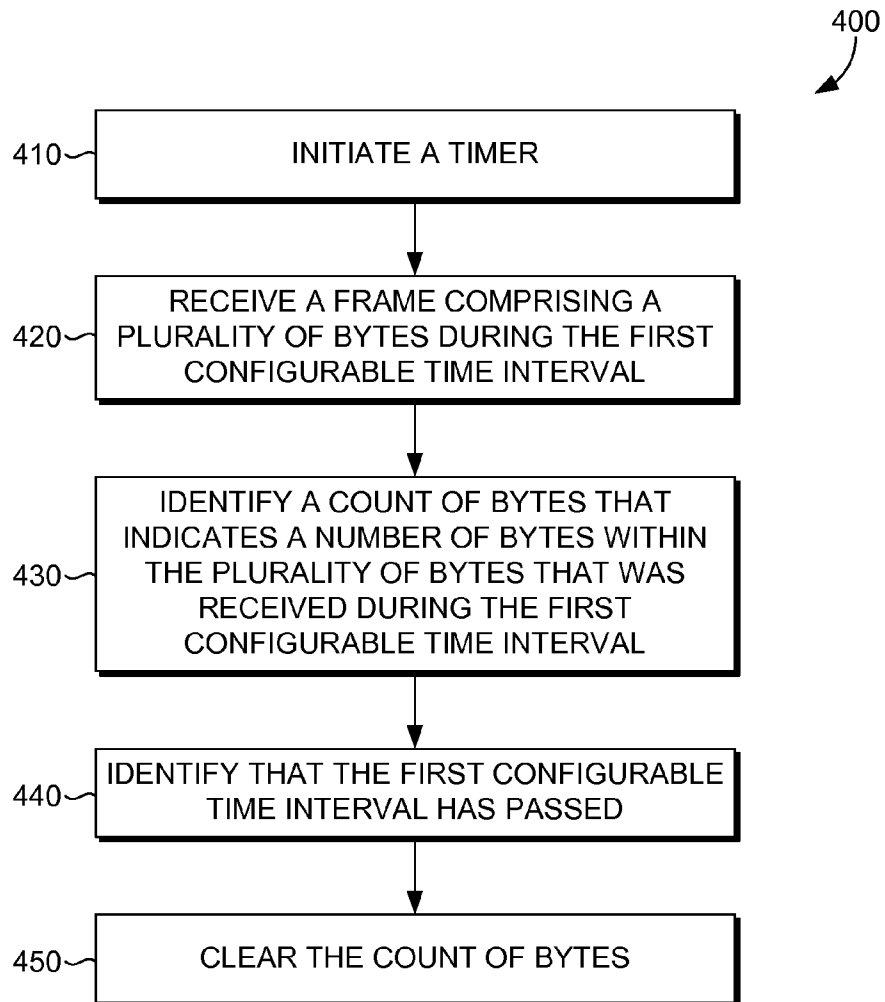 400
410
INITIATE A TIMER
420
RECEIVE A FRAME COMPRISING A
PLURALITY OF BYTES DURING THE FIRST
CONFIGURABLE TIME INTERVAL
430
IDENTIFY A COUNT OF BYTES THAT
INDICATES A NUMBER OF BYTES WITHIN
THE PLURALITY OF BYTES THAT WAS
RECEIVED DURING THE FIRST
CONFIGURABLE TIME INTERVAL
440
IDENTIFY THAT THE FIRST CONFIGURABLE
TIME INTERVAL HAS PASSED
450
CLEAR THE COUNT OF BYTES